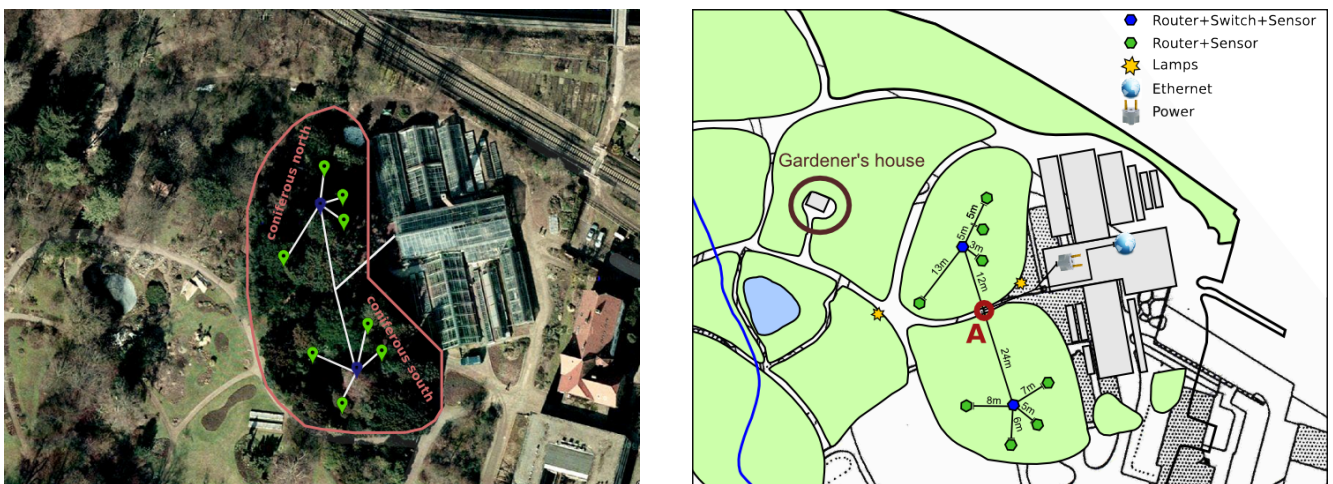 coniferous north
coniferous south
Router+Switch+Sensor
Router+Sensor
Lamps
Ethernet
Power
Gardener's house
5m
5m
3m
13m
12m
A
24m
7m
8m
5m
6m